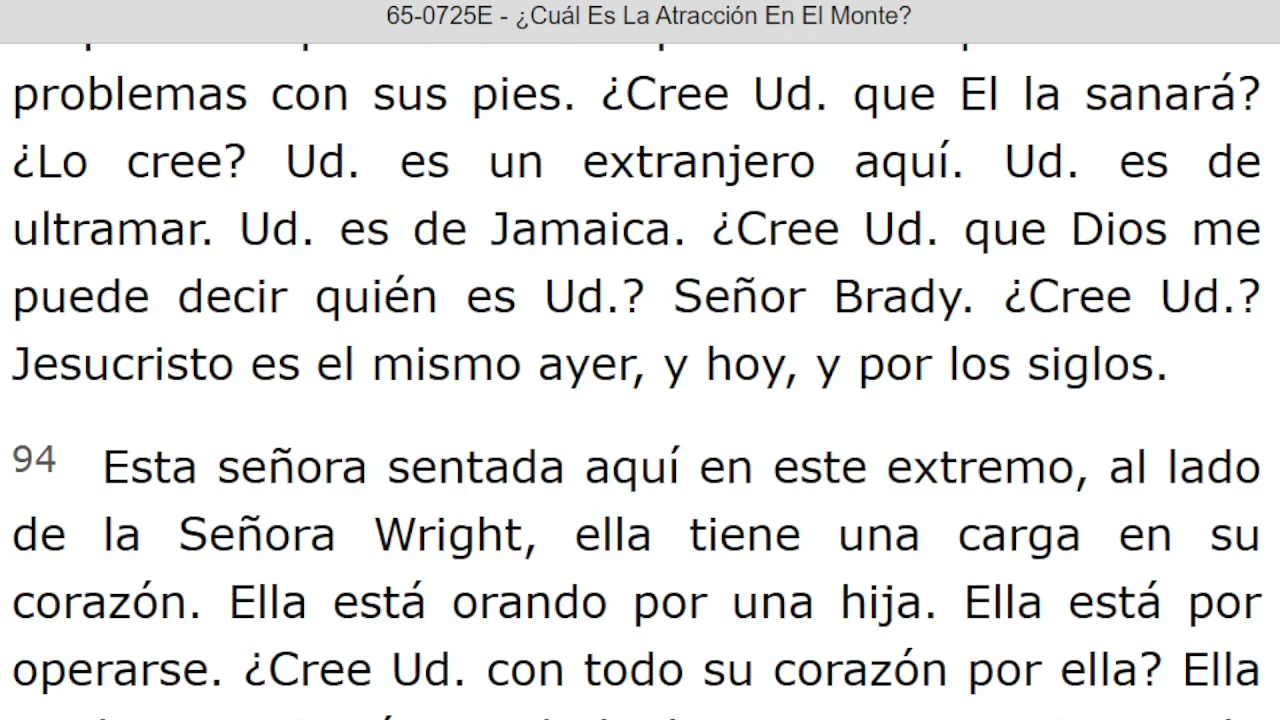 65-0725E - ¿Cuál Es La Atracción En El Monte?
problemas con sus pies. ¿Cree Ud. que El la sanará?
¿Lo cree? Ud. es un extranjero aquí. Ud. es de
ultramar. Ud. es de Jamaica. ¿Cree Ud. que Dios me
puede decir quién es Ud.? Señor Brady. ¿Cree Ud.?
Jesucristo es el mismo ayer, y hoy, y por los siglos.
94 Esta señora sentada aquí en este extremo, al lado
de la Señora Wright, ella tiene una carga en su
corazón. Ella está orando por una hija. Ella está por
operarse. ¿Cree Ud. con todo su corazón por ella? Ella